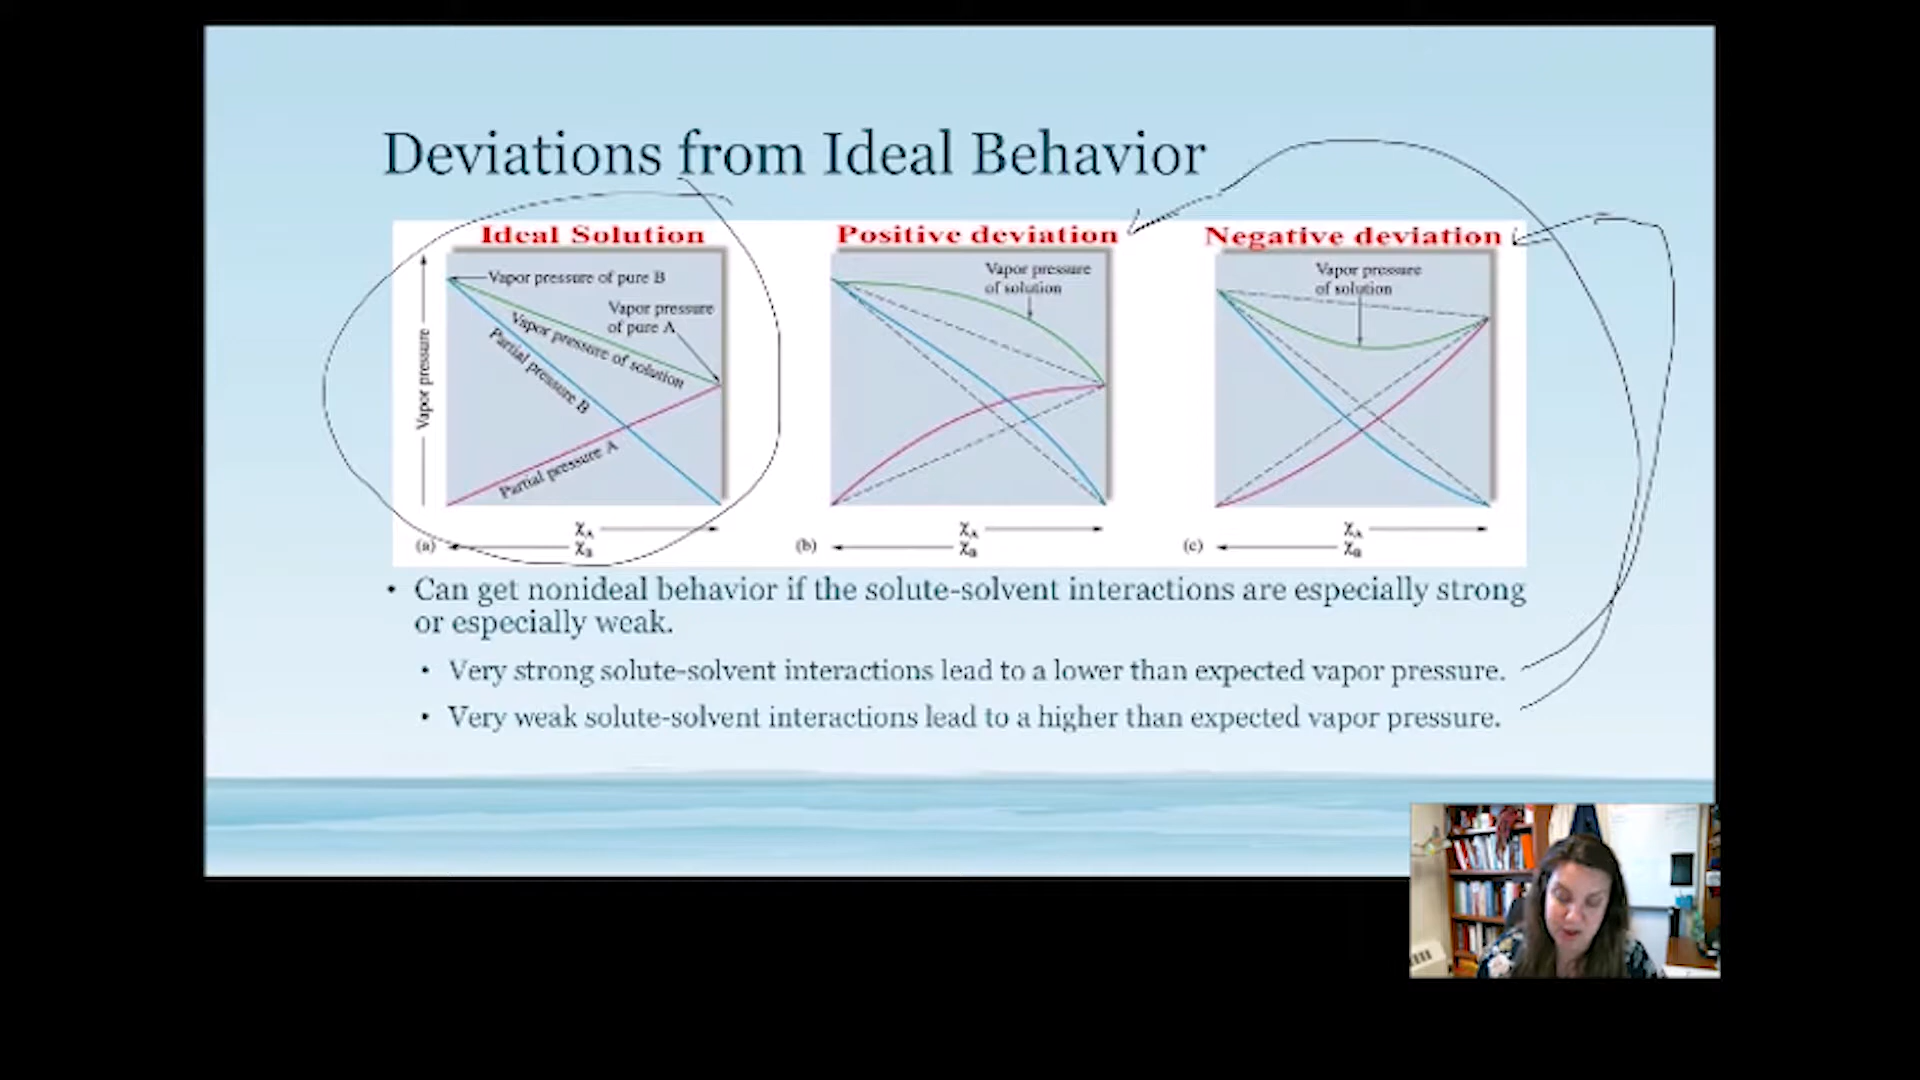 Deviations from Ideal Behavior
Ideal Solution
Vapor pressure of pure B
Vapor pressure
of pure A
Vapor pressure of solution
Partial pressure B
Partial pressure A
Vapor pressure
χA
χB
(a)
Positive deviation
Vapor pressure
of solution
χA
χB
(b)
Negative deviation
Vapor pressure
of solution
χA
χB
(c)
• Can get nonideal behavior if the solute-solvent interactions are especially strong
or especially weak.
• Very strong solute-solvent interactions lead to a lower than expected vapor pressure.
• Very weak solute-solvent interactions lead to a higher than expected vapor pressure.